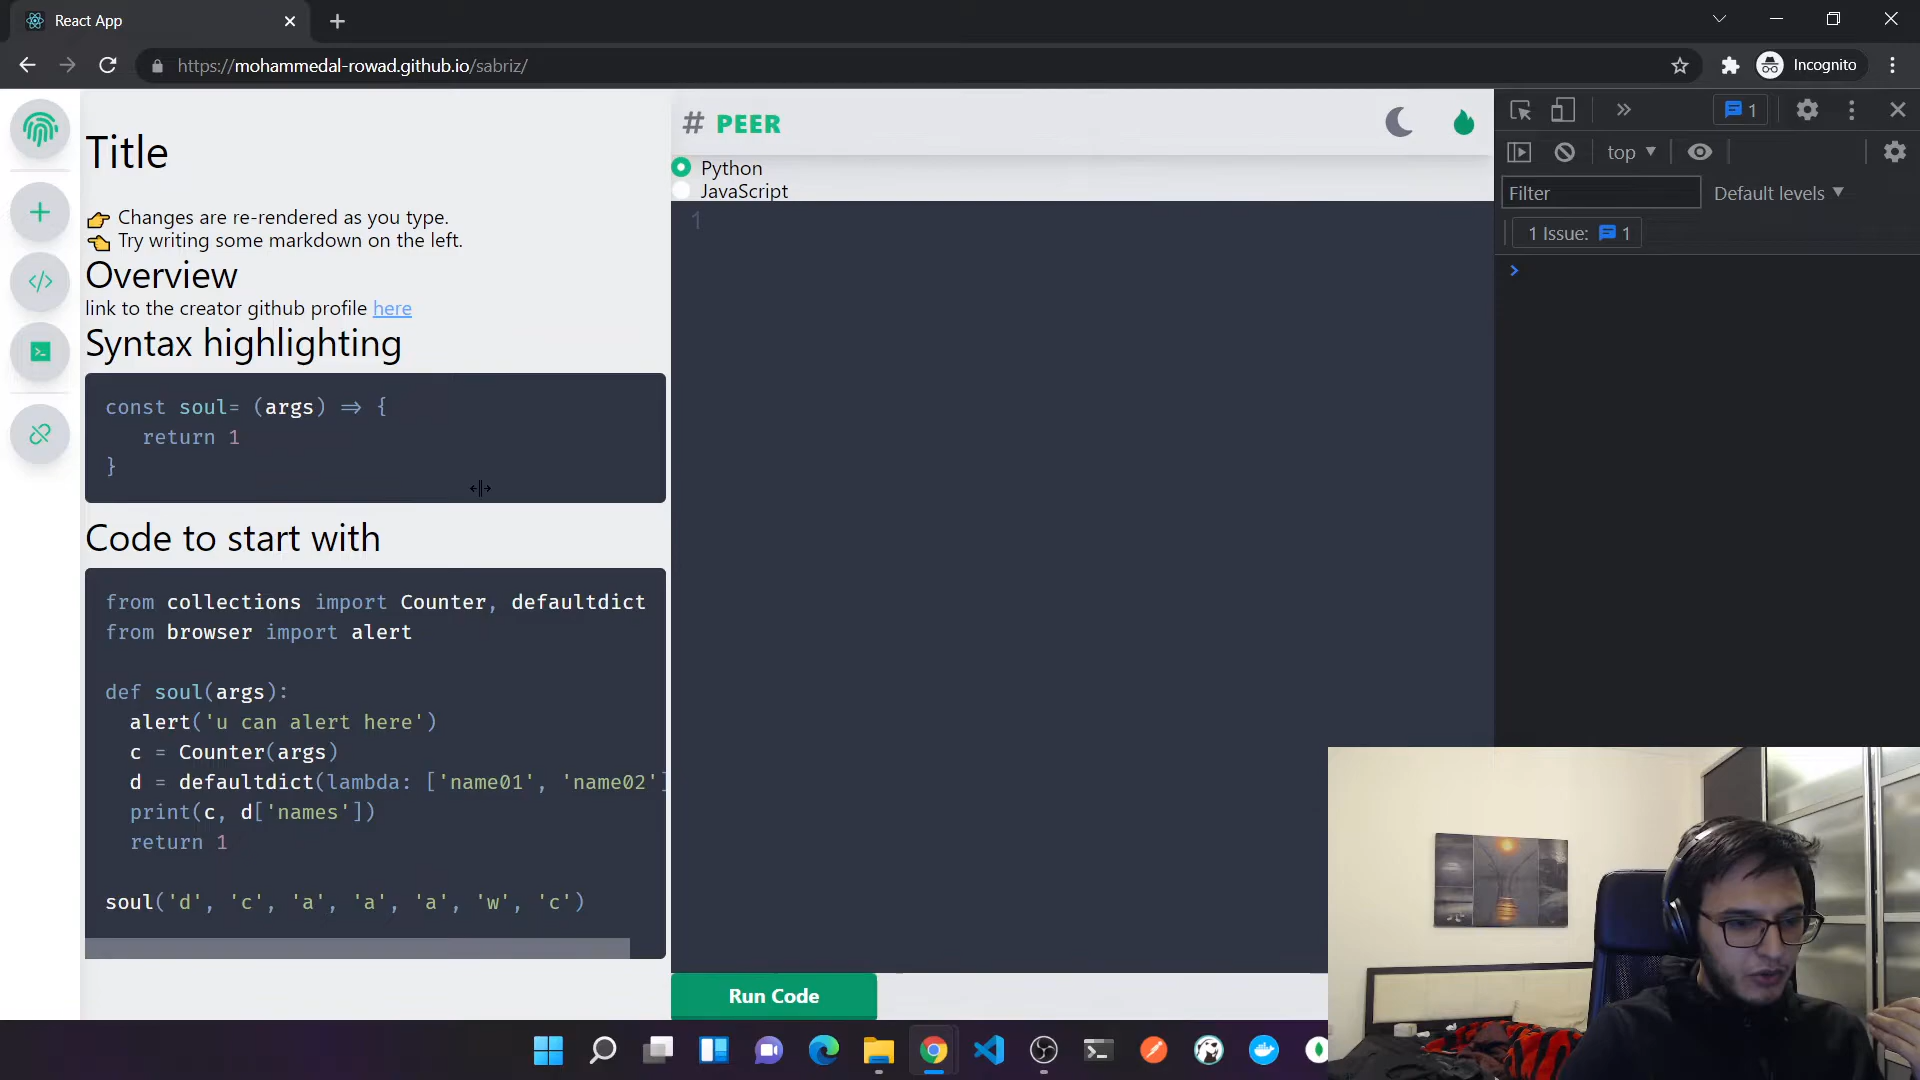 React App
https://mohammedal-rowad.github.io/sabriz/
Incognito
Title
👉 Changes are re-rendered as you type.
👈 Try writing some markdown on the left.
Overview
link to the creator github profile here
Syntax highlighting
const soul= (args) => {
return 1
}
Code to start with
from collections import Counter, defaultdict
from browser import alert
def soul(args):
alert('u can alert here')
c = Counter(args)
d = defaultdict(lambda: ['name01', 'name02']
print(c, d['names'])
return 1
soul('d', 'c', 'a', 'a', 'a', 'w', 'c')
# PEER
Python
JavaScript
1
Run Code
1
top
Filter
Default levels
1 Issue: 1
>